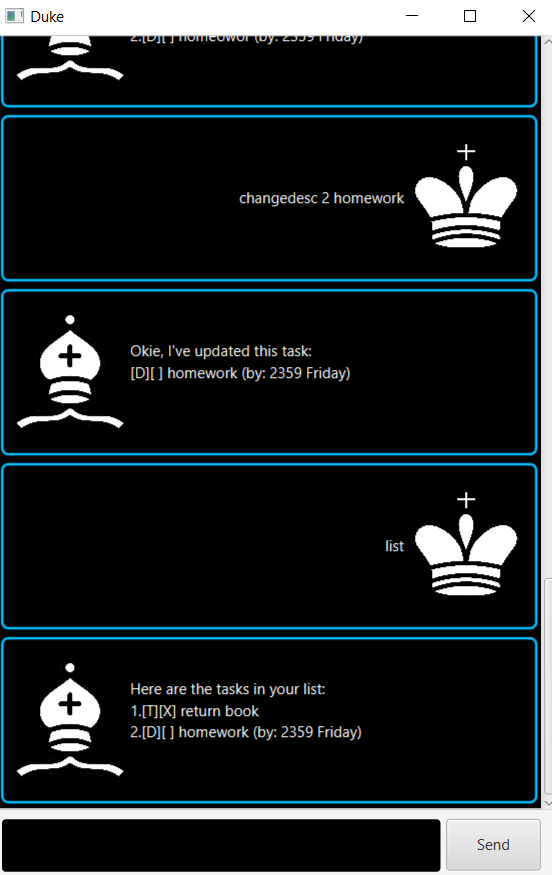 Duke
2.[D][ ] homeowor (by: 2359 Friday)
changedesc 2 homework
Okie, I've updated this task:
[D][ ] homework (by: 2359 Friday)
list
Here are the tasks in your list:
1.[T][X] return book
2.[D][ ] homework (by: 2359 Friday)
Send